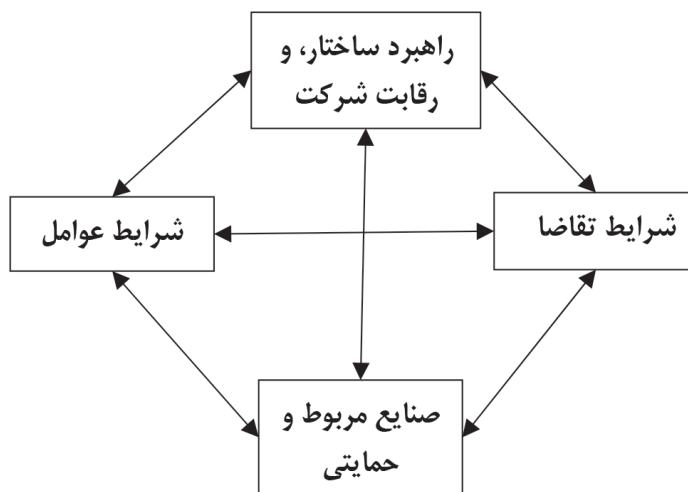 راهبرد ساختار، و
رقابت شرکت
شرایط تقاضا
شرایط عوامل
صنایع مربوط و
حمایتی